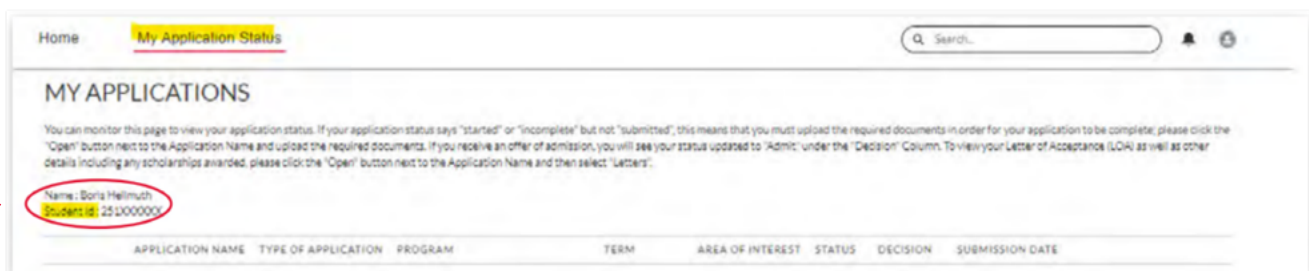 Home My Application Status Search...
MY APPLICATIONS
You can monitor this page to view your application status. If your application status says "started" or "incomplete" but not "submitted", this means that you must upload the required documents in order for your application to be complete; please click the
"Open" button next to the Application Name and upload the required documents. If you receive an offer of admission, you will see your status updated to "Admit" under the "Decision" Column. To view your Letter of Acceptance (LOA) as well as other
details including any scholarships awarded, please click the "Open" button next to the Application Name and then select "Letters".
Name: Boris Hellmuth
Student Id: 251XXXXXX
APPLICATION NAME TYPE OF APPLICATION PROGRAM TERM AREA OF INTEREST STATUS DECISION SUBMISSION DATE